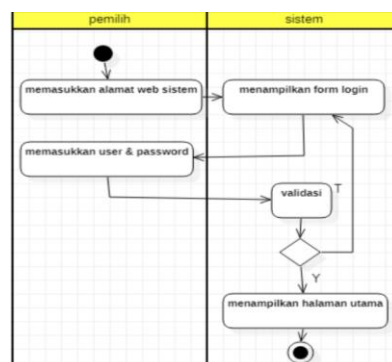 pemilih
sistem
memasukkan alamat web sistem
menampilkan form login
memasukkan user & password
validasi
T
Y
menampilkan halaman utama